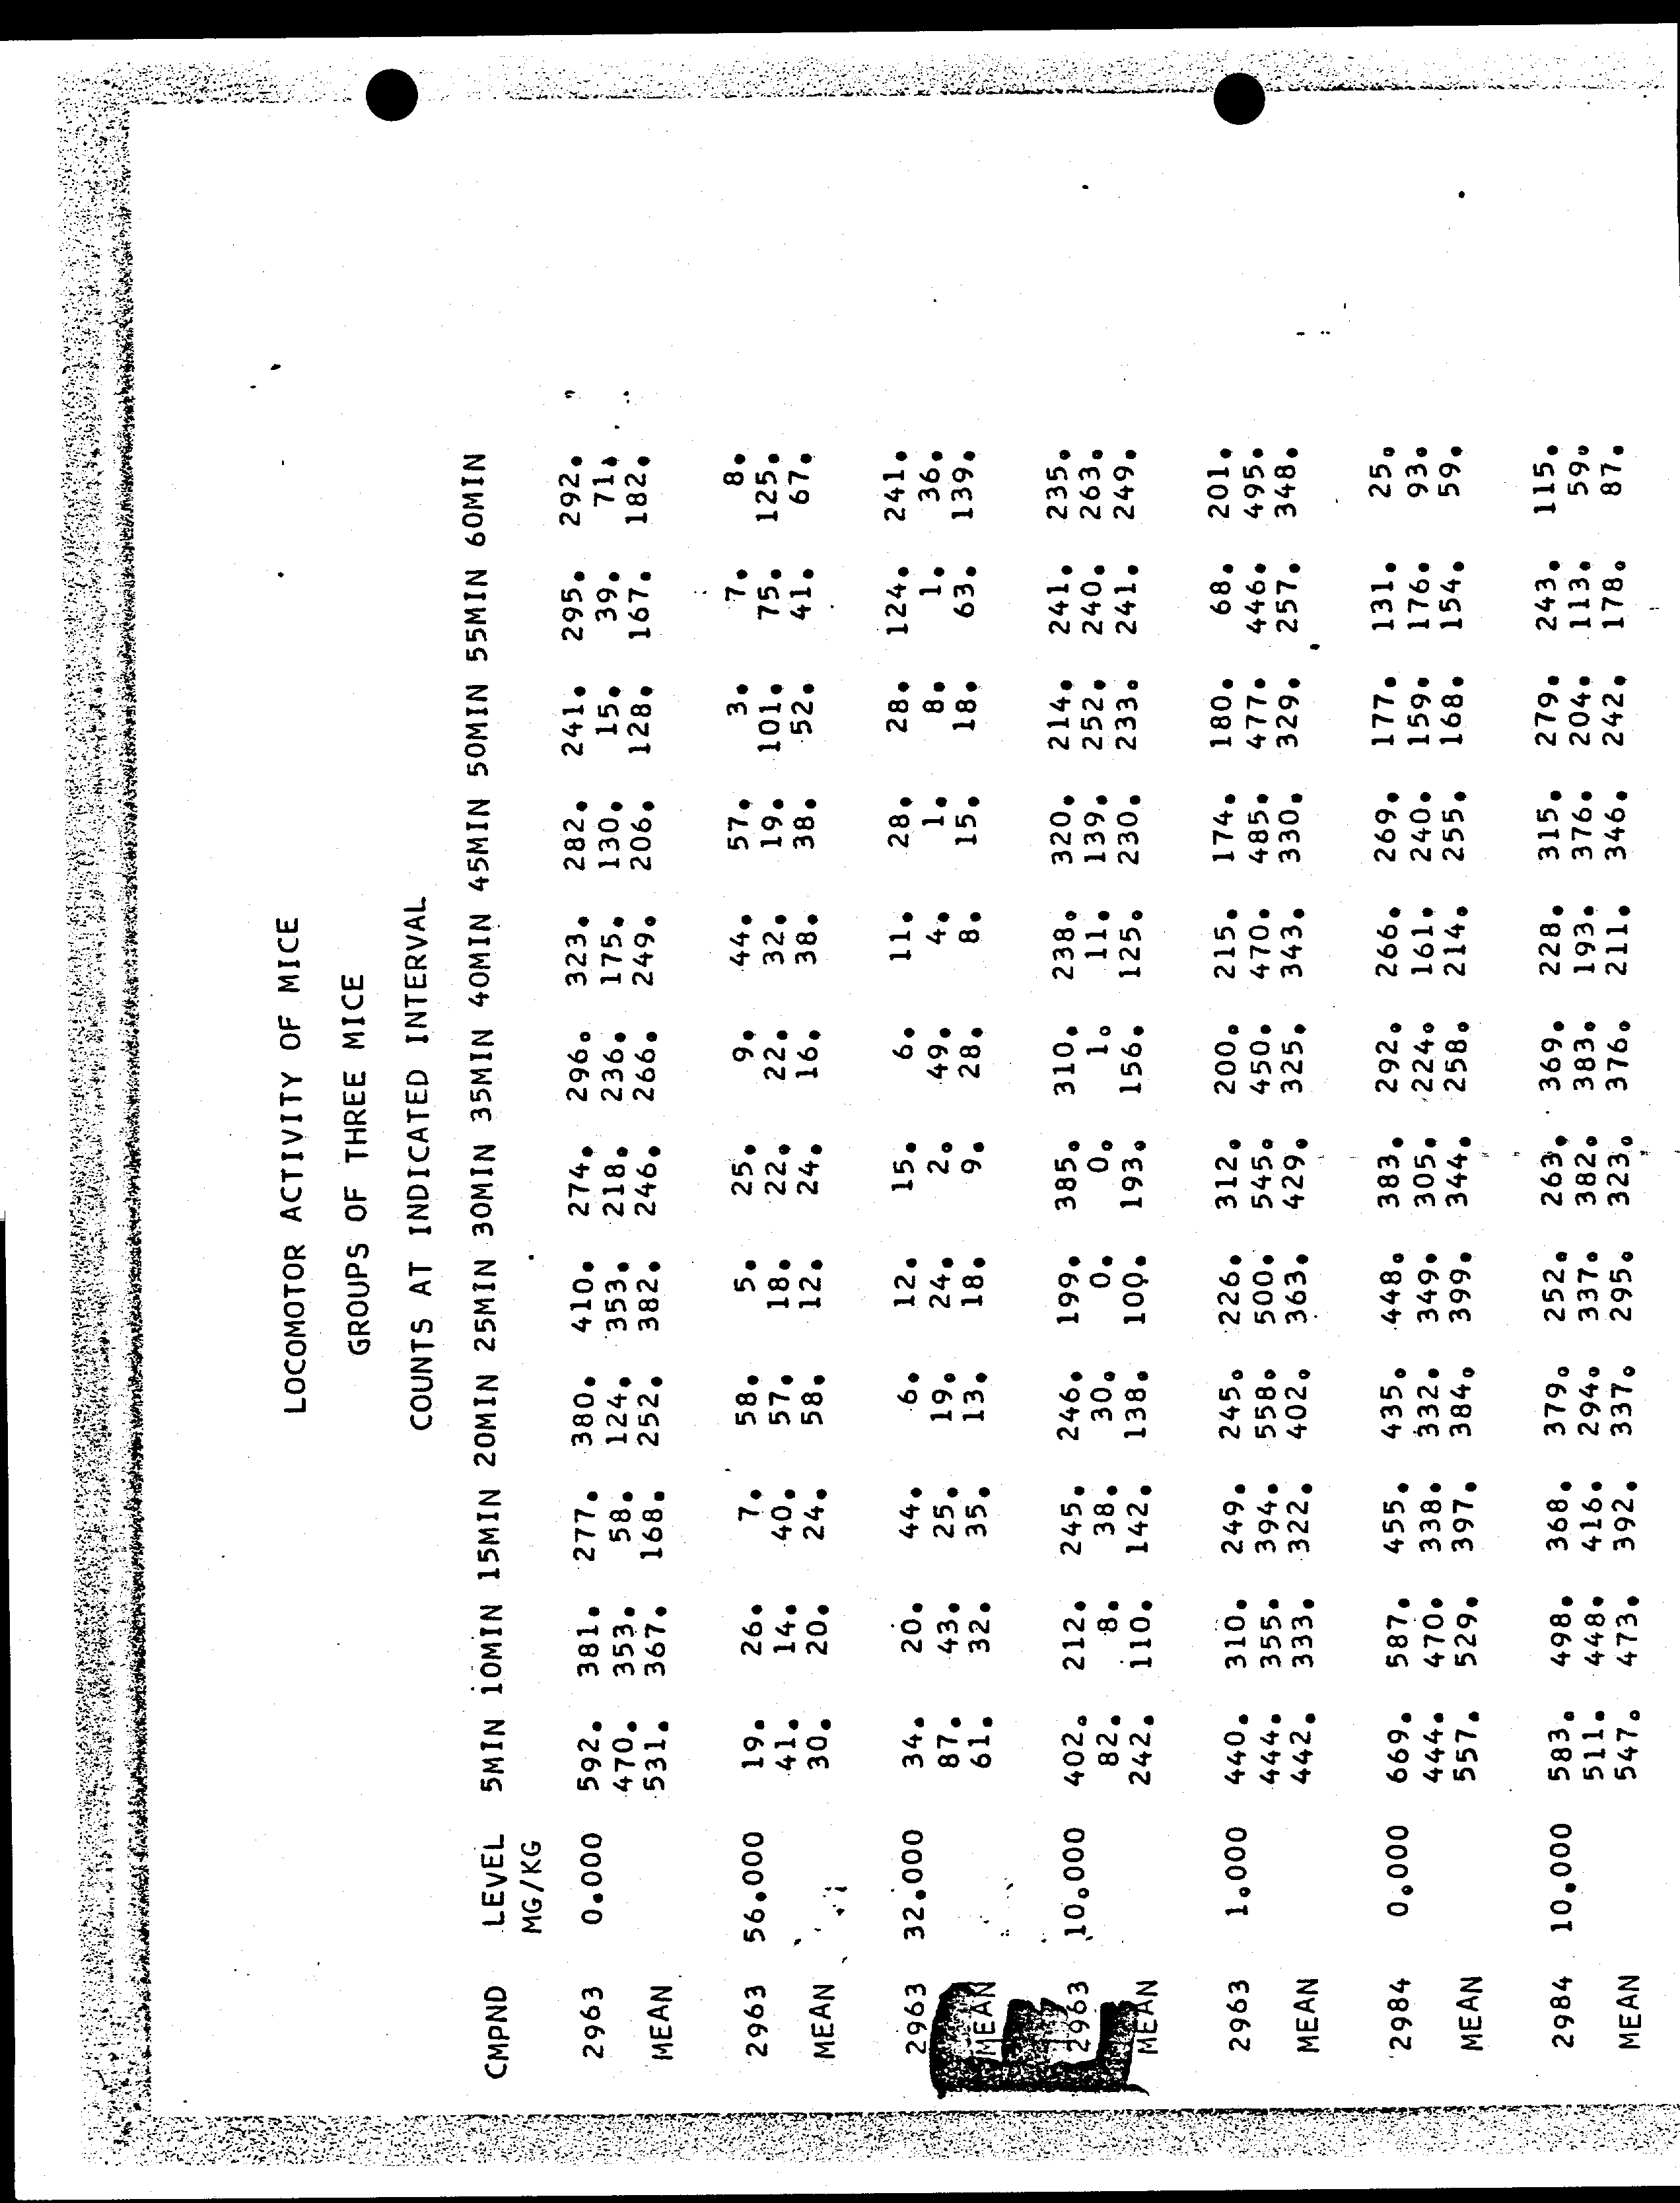 LOCOMOTOR ACTIVITY OF MICE
GROUPS OF THREE MICE
COUNTS AT INDICATED INTERVAL
CMPND LEVEL 5MIN 10MIN 15MIN 20MIN 25MIN 30MIN 35MIN 40MIN 45MIN 50MIN 55MIN 60MIN
MG/KG
2963 0.000 592. 381. 277. 380. 410. 274. 296. 323. 282. 241. 295. 292.
470. 353. 58. 124. 353. 218. 236. 175. 130. 15. 39. 71.
MEAN 531. 367. 168. 252. 382. 246. 266. 249. 206. 128. 167. 182.
2963 56.000 19. 26. 7. 58. 5. 25. 9. 44. 57. 3. 7. 8.
41. 14. 40. 57. 18. 22. 22. 32. 19. 101. 75. 125.
MEAN 30. 20. 24. 58. 12. 24. 16. 38. 38. 52. 41. 67.
2963 32.000 34. 20. 44. 6. 12. 15. 6. 11. 28. 28. 124. 241.
87. 43. 25. 19. 24. 2. 49. 4. 1. 8. 1. 36.
MEAN 61. 32. 35. 13. 18. 9. 28. 8. 15. 18. 63. 139.
2963 10.000 402. 212. 245. 246. 199. 385. 310. 238. 320. 214. 241. 235.
82. 8. 38. 30. 0. 0. 1. 11. 139. 252. 240. 263.
MEAN 242. 110. 142. 138. 100. 193. 156. 125. 230. 233. 241. 249.
2963 1.000 440. 310. 249. 245. 226. 312. 200. 215. 174. 180. 68. 201.
444. 355. 394. 558. 500. 545. 450. 470. 485. 477. 446. 495.
MEAN 442. 333. 322. 402. 363. 429. 325. 343. 330. 329. 257. 348.
2984 0.000 669. 587. 455. 435. 448. 383. 292. 266. 269. 177. 131. 25.
444. 470. 338. 332. 349. 305. 224. 161. 240. 159. 176. 93.
MEAN 557. 529. 397. 384. 399. 344. 258. 214. 255. 168. 154. 59.
2984 10.000 583. 498. 368. 379. 252. 263. 369. 228. 315. 279. 243. 115.
511. 448. 416. 294. 337. 382. 383. 193. 376. 204. 113. 59.
MEAN 547. 473. 392. 337. 295. 323. 376. 211. 346. 242. 178. 87.